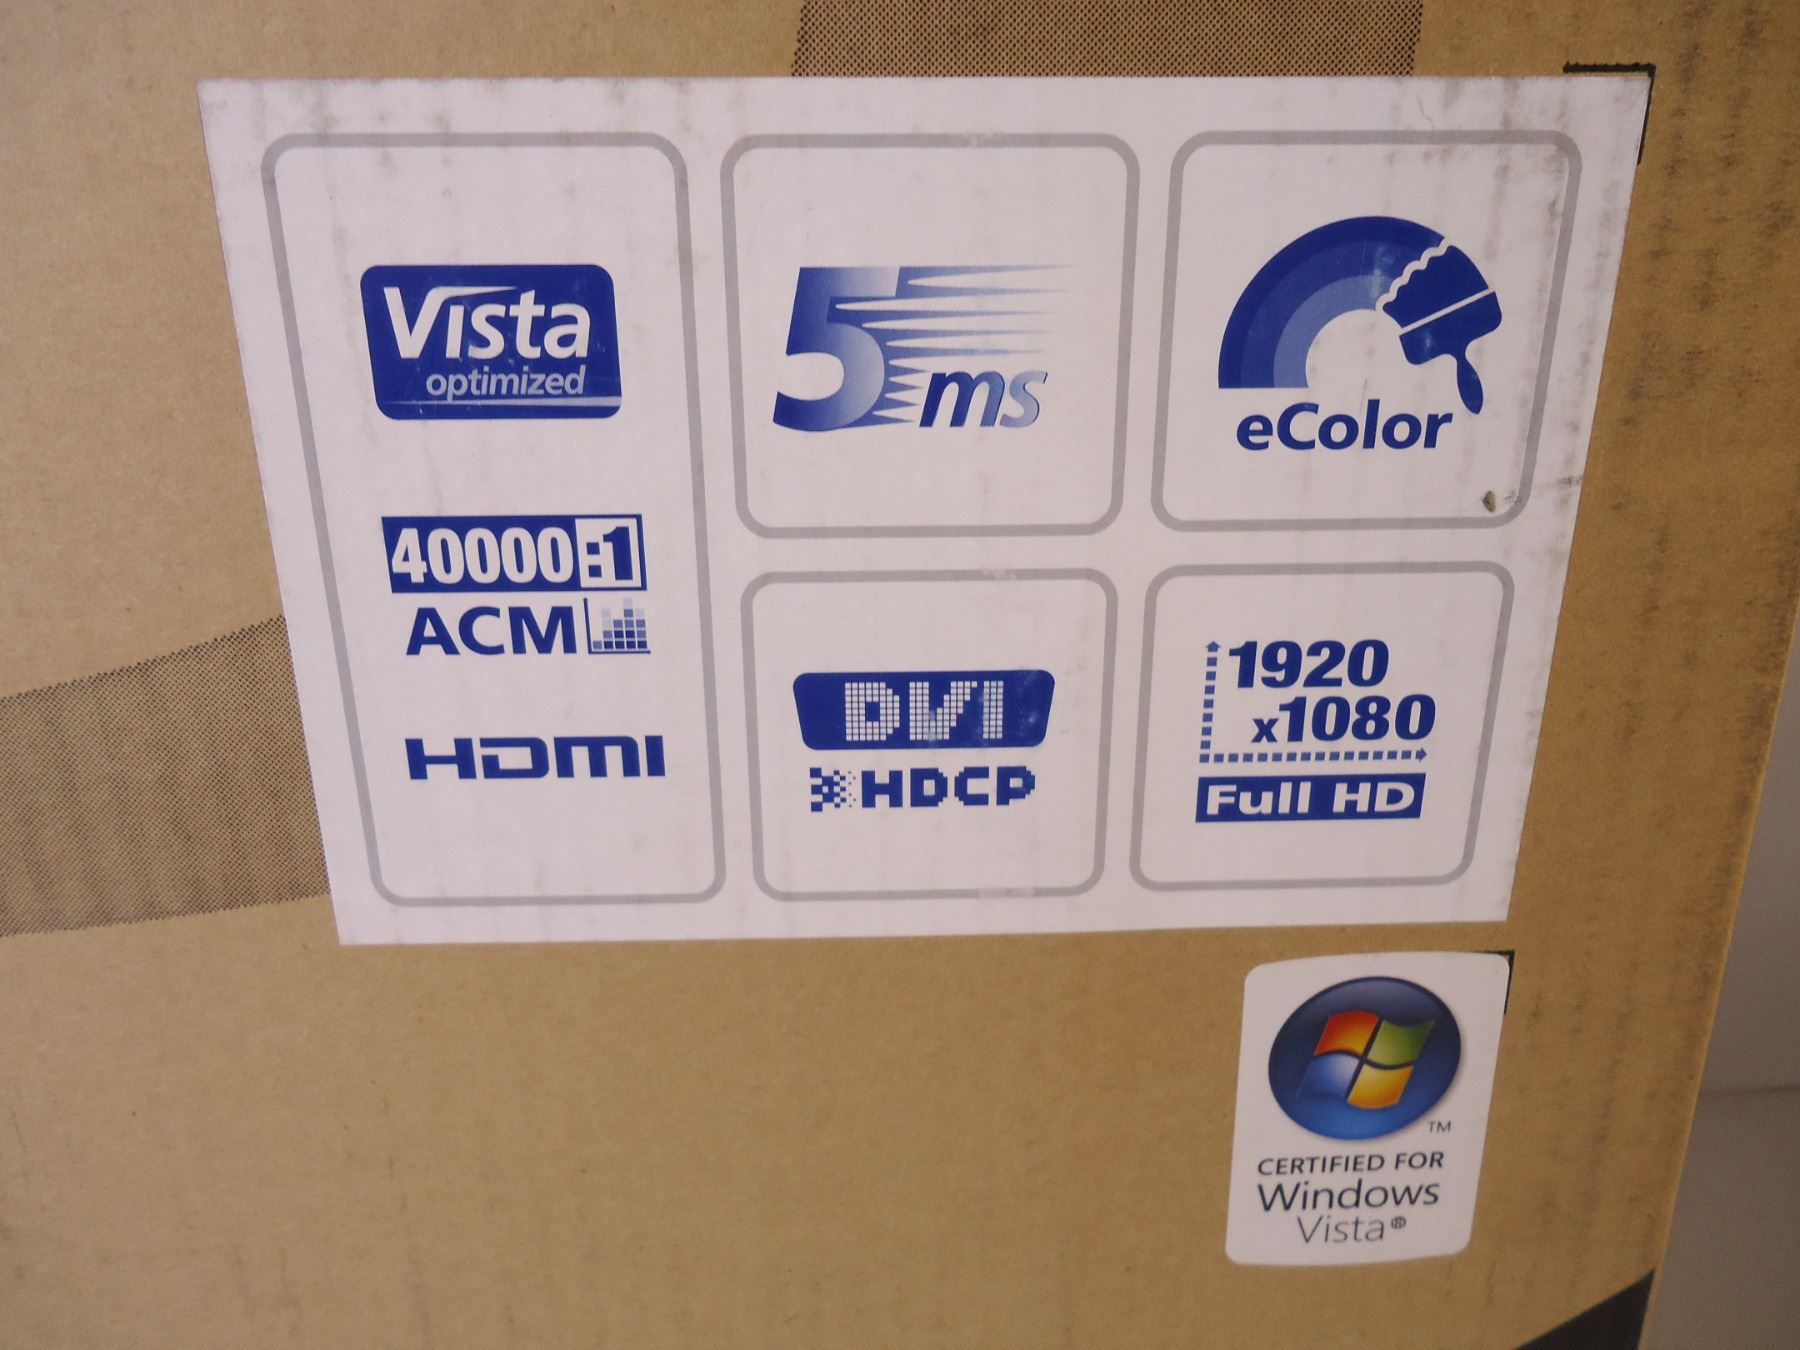 Vista
optimized
40000:1
ACM
HDMI
5ms
eColor
DVI
HDCP
1920
x1080
Full HD
TM
CERTIFIED FOR
Windows
Vista®